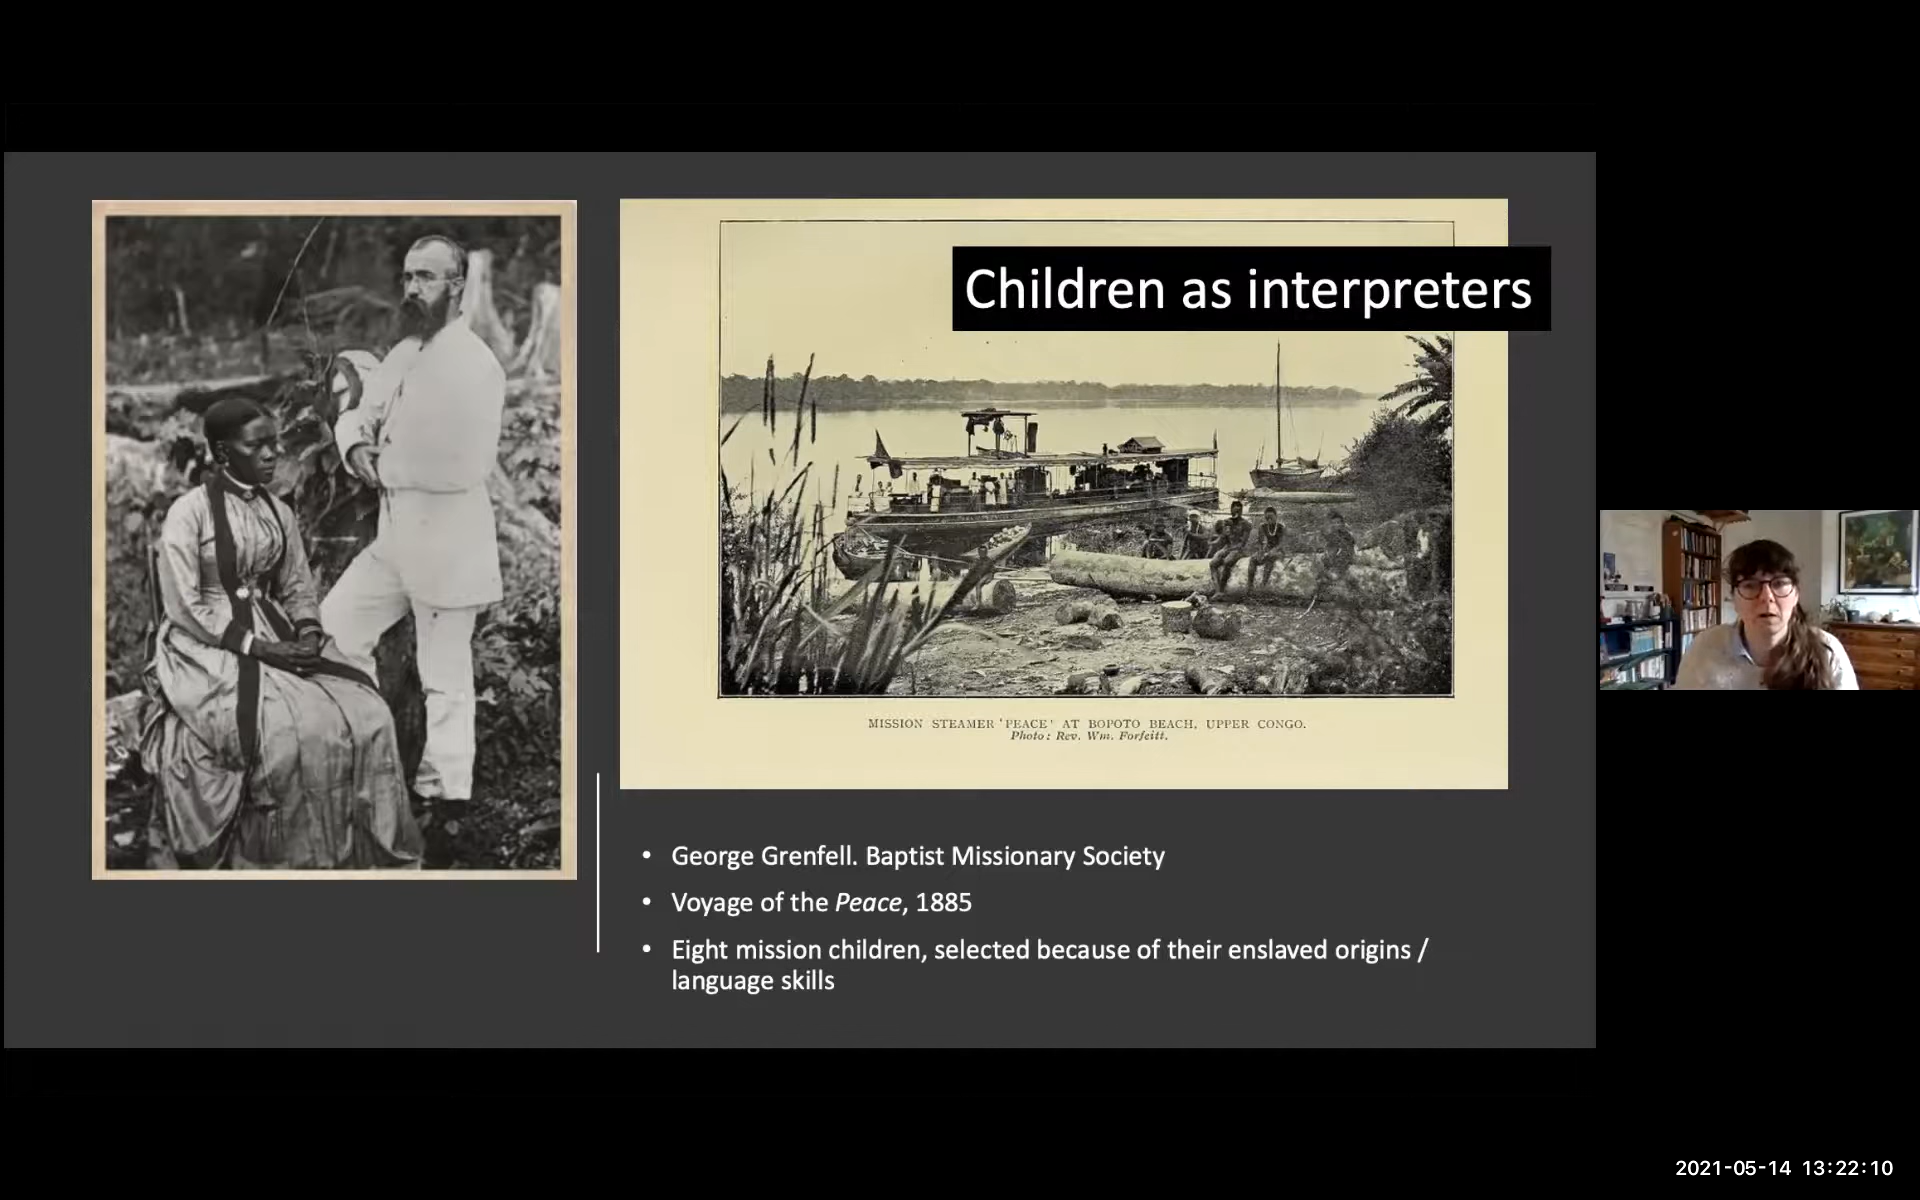 Children as interpreters
MISSION STEAMER 'PEACE' AT BOPOTO BEACH, UPPER CONGO.
Photo: Rev. Wm. Forfeitt.
• George Grenfell. Baptist Missionary Society
• Voyage of the Peace, 1885
• Eight mission children, selected because of their enslaved origins /
language skills
2021-05-14 13:22:10